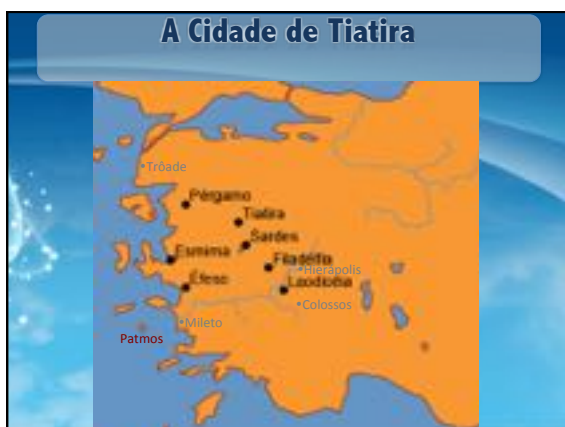 A Cidade de Tiatira
•Trôade
Pérgamo
Tiatira
Sardes
Esmirna
Filadélfia
•Hierápolis
Éfeso
Laodicéia
•Colossos
•Mileto
Patmos